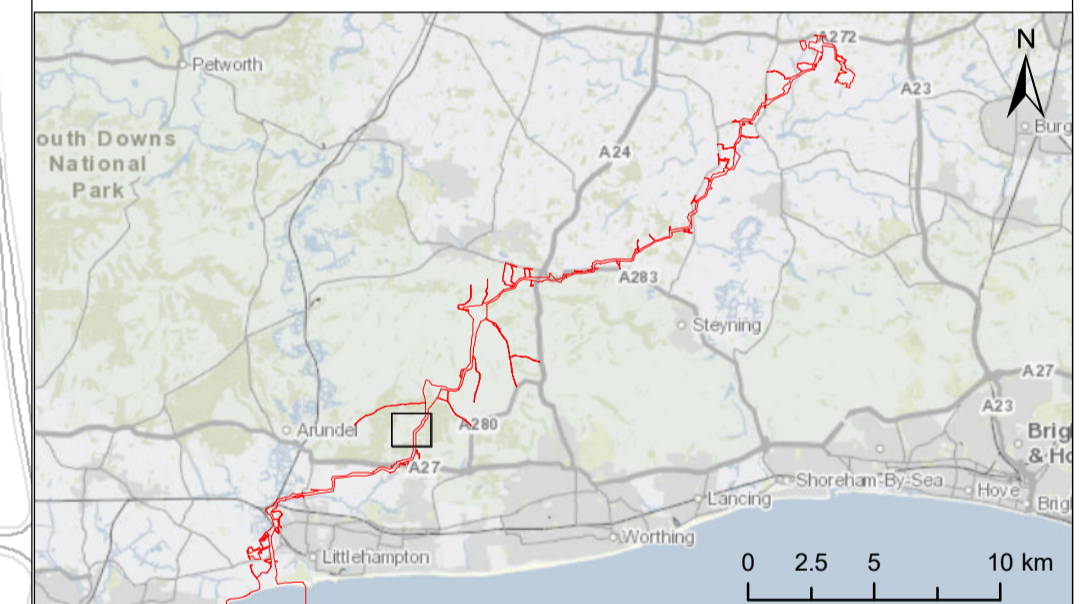 A272
N
Petworth
A23
Burg
outh Downs
National
Park
A24
A283
Steyning
A27
A23
Arundel
A280
Brig
& Ho
A27
Shoreham-By-Sea
Hove
Lancing
Brig
Worthing
Littlehampton
0 2.5 5 10 km